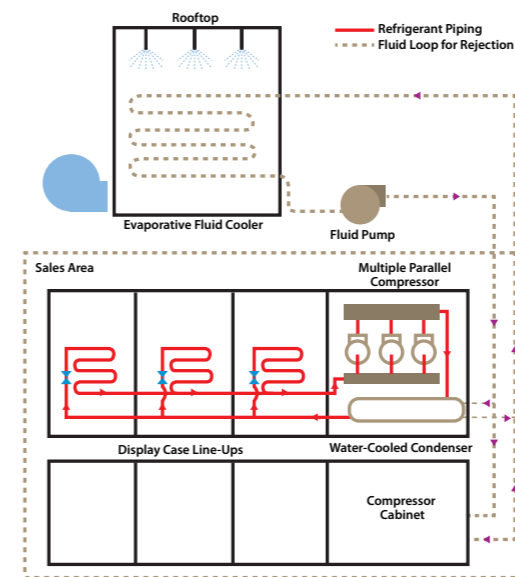 Rooftop
Refrigerant Piping
Fluid Loop for Rejection
Evaporative Fluid Cooler
Fluid Pump
Sales Area
Multiple Parallel
Compressor
Display Case Line-Ups
Water-Cooled Condenser
Compressor
Cabinet